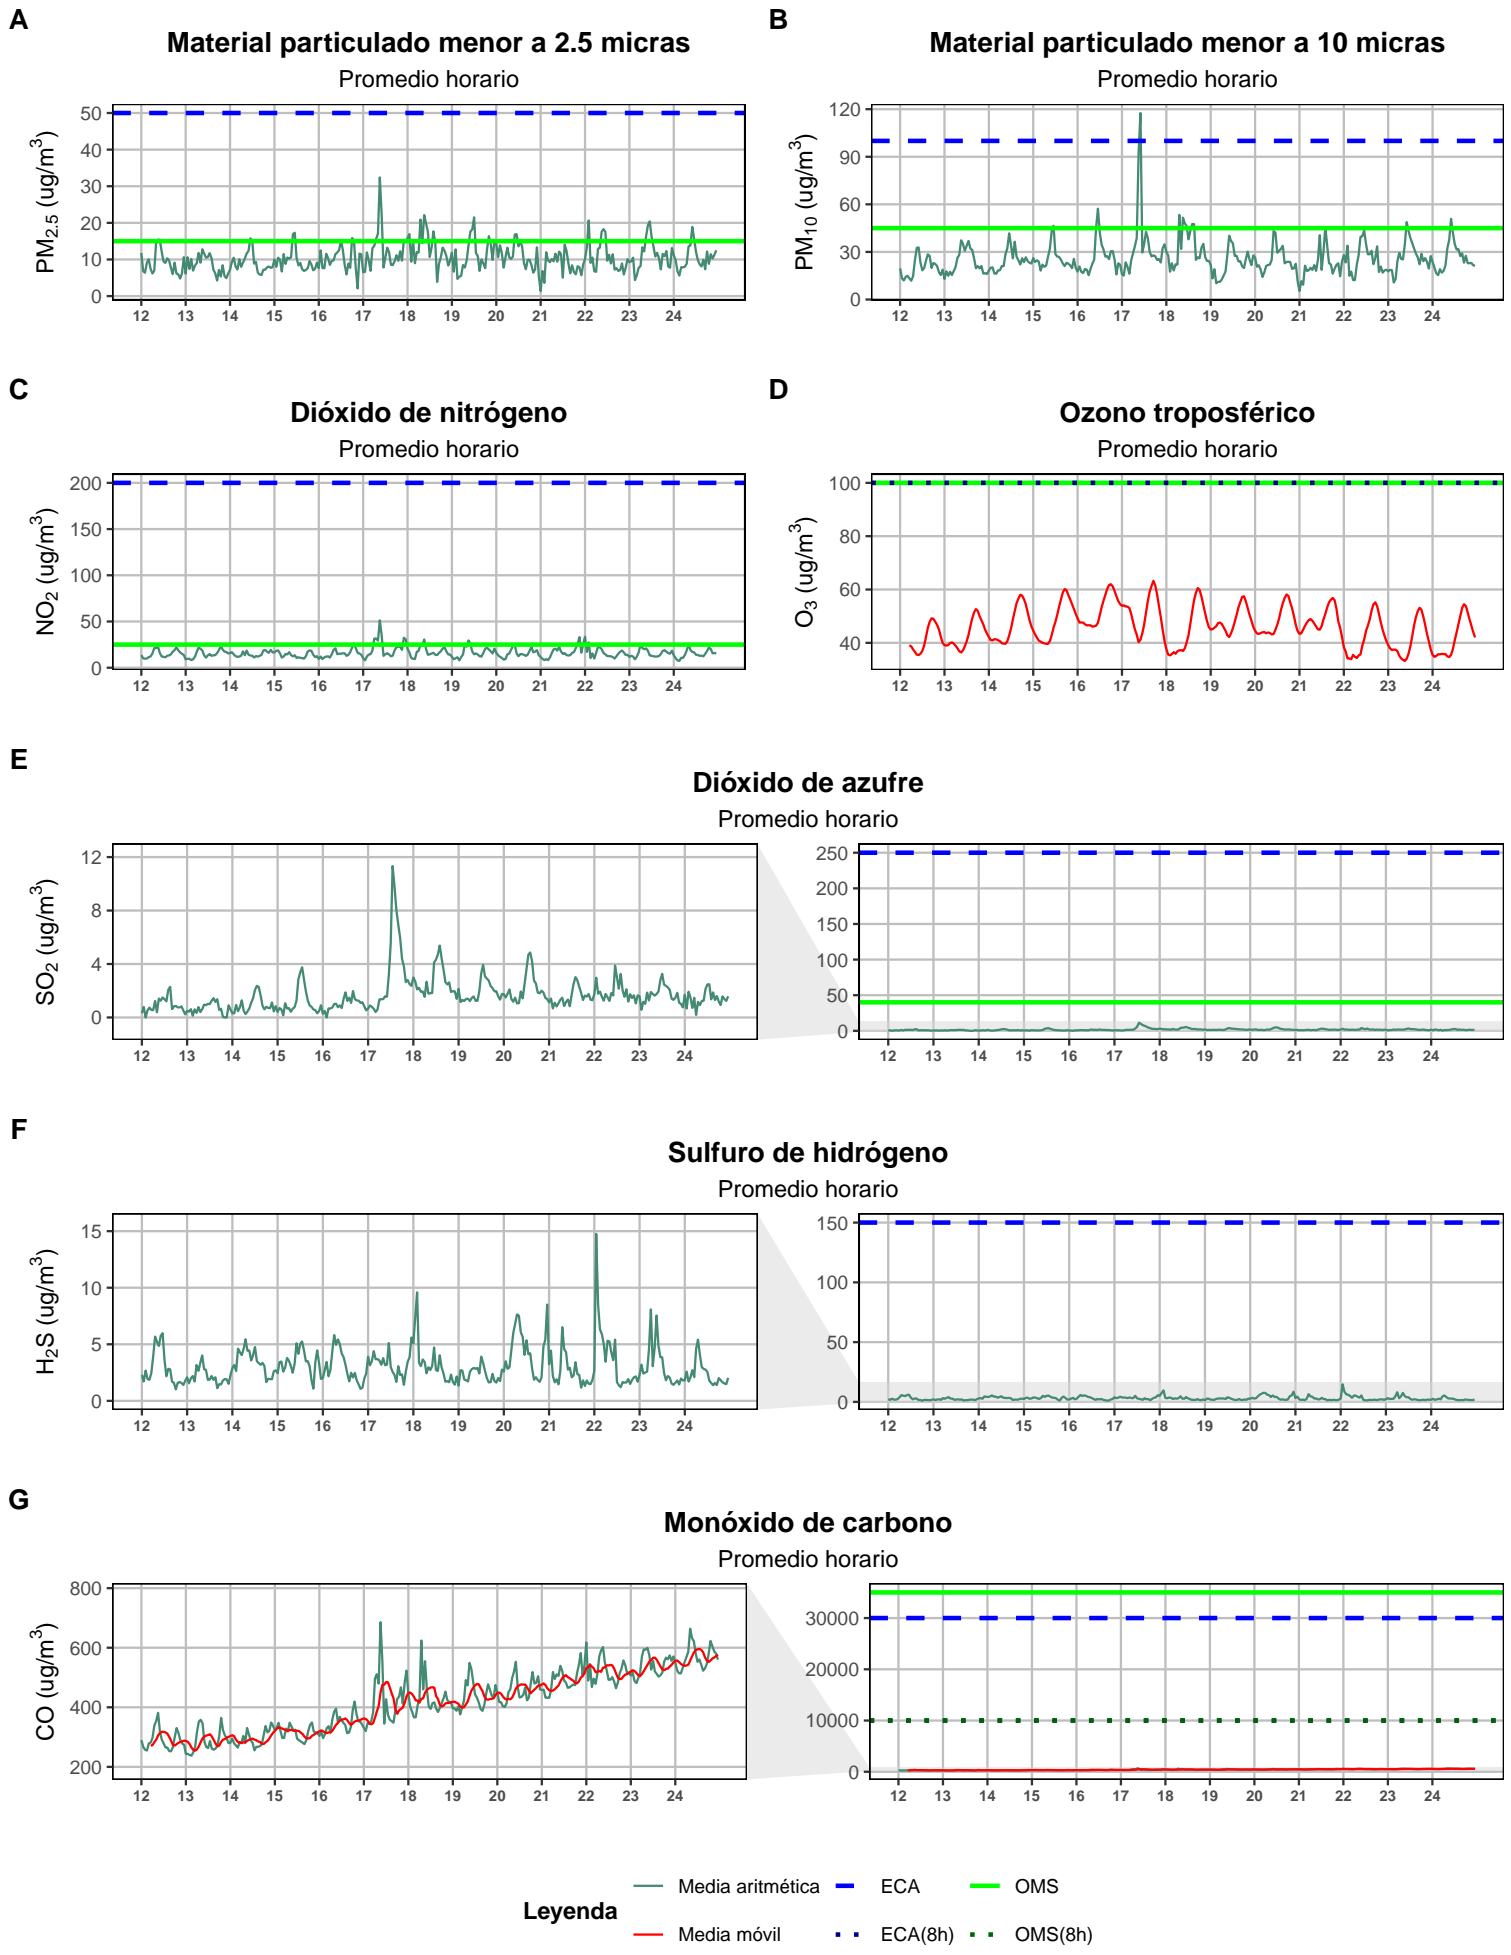 A
Material particulado menor a 2.5 micras
Promedio horario
PM2.5 (ug/m3)
50
40
30
20
10
0
12 13 14 15 16 17 18 19 20 21 22 23 24
B
Material particulado menor a 10 micras
Promedio horario
PM10 (ug/m3)
120
90
60
30
0
12 13 14 15 16 17 18 19 20 21 22 23 24
C
Dióxido de nitrógeno
Promedio horario
NO2 (ug/m3)
200
150
100
50
0
12 13 14 15 16 17 18 19 20 21 22 23 24
D
Ozono troposférico
Promedio horario
O3 (ug/m3)
100
80
60
40
12 13 14 15 16 17 18 19 20 21 22 23 24
E
Dióxido de azufre
Promedio horario
SO2 (ug/m3)
12
8
4
0
12 13 14 15 16 17 18 19 20 21 22 23 24
250
200
150
100
50
0
12 13 14 15 16 17 18 19 20 21 22 23 24
F
Sulfuro de hidrógeno
Promedio horario
H2S (ug/m3)
15
10
5
0
12 13 14 15 16 17 18 19 20 21 22 23 24
150
100
50
0
12 13 14 15 16 17 18 19 20 21 22 23 24
G
Monóxido de carbono
Promedio horario
CO (ug/m3)
800
600
400
200
12 13 14 15 16 17 18 19 20 21 22 23 24
30000
20000
10000
0
12 13 14 15 16 17 18 19 20 21 22 23 24
Leyenda
Media aritmética ECA OMS
Media móvil ECA(8h) OMS(8h)